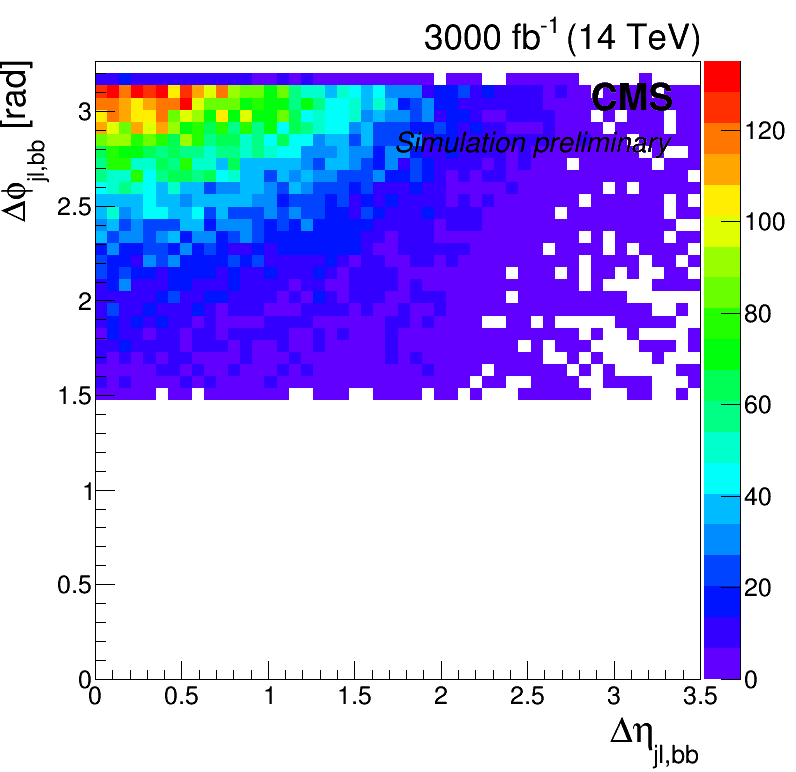 3000 fb⁻¹ (14 TeV)
CMS
Simulation preliminary
Δϕjl,bb [rad]
3
2.5
2
1.5
1
0.5
0
0 0.5 1 1.5 2 2.5 3 3.5
Δηjl,bb
120
100
80
60
40
20
0